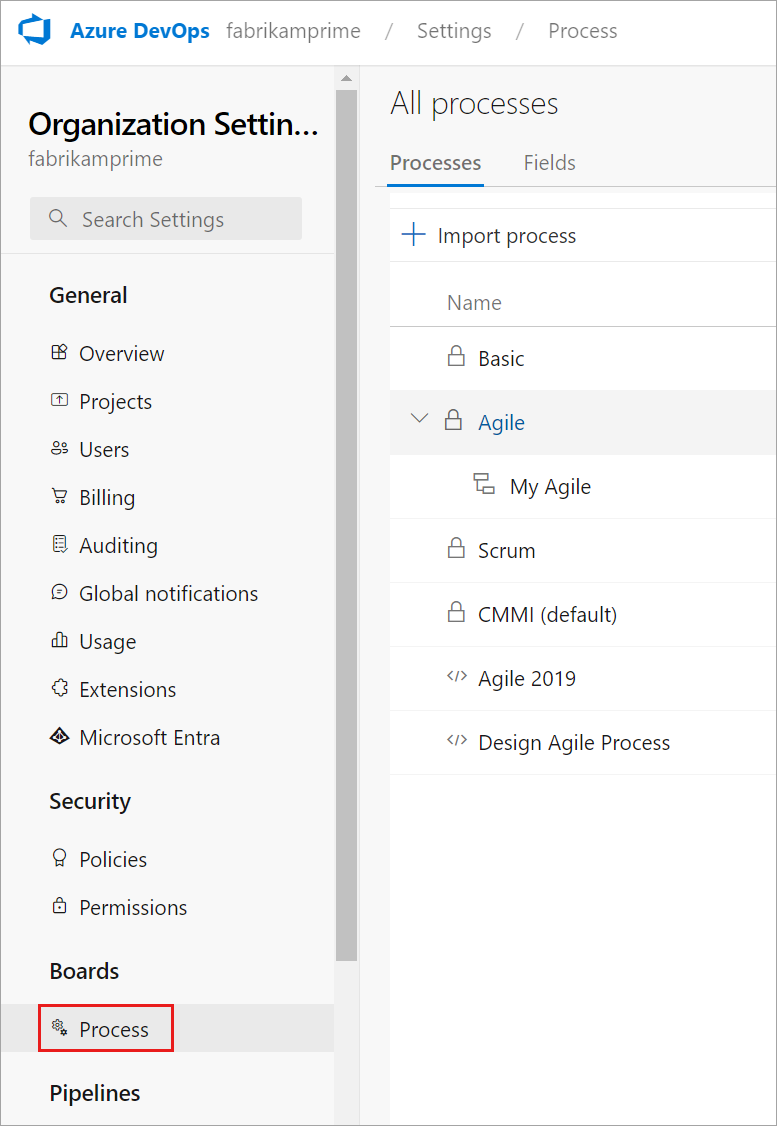 Azure DevOps fabrikamprime / Settings / Process
Organization Settin...
fabrikamprime
Search Settings
General
Overview
Projects
Users
Billing
Auditing
Global notifications
Usage
Extensions
Microsoft Entra
Security
Policies
Permissions
Boards
Process
Pipelines
All processes
Processes Fields
Import process
Name
Basic
Agile
My Agile
Scrum
CMMI (default)
Agile 2019
Design Agile Process